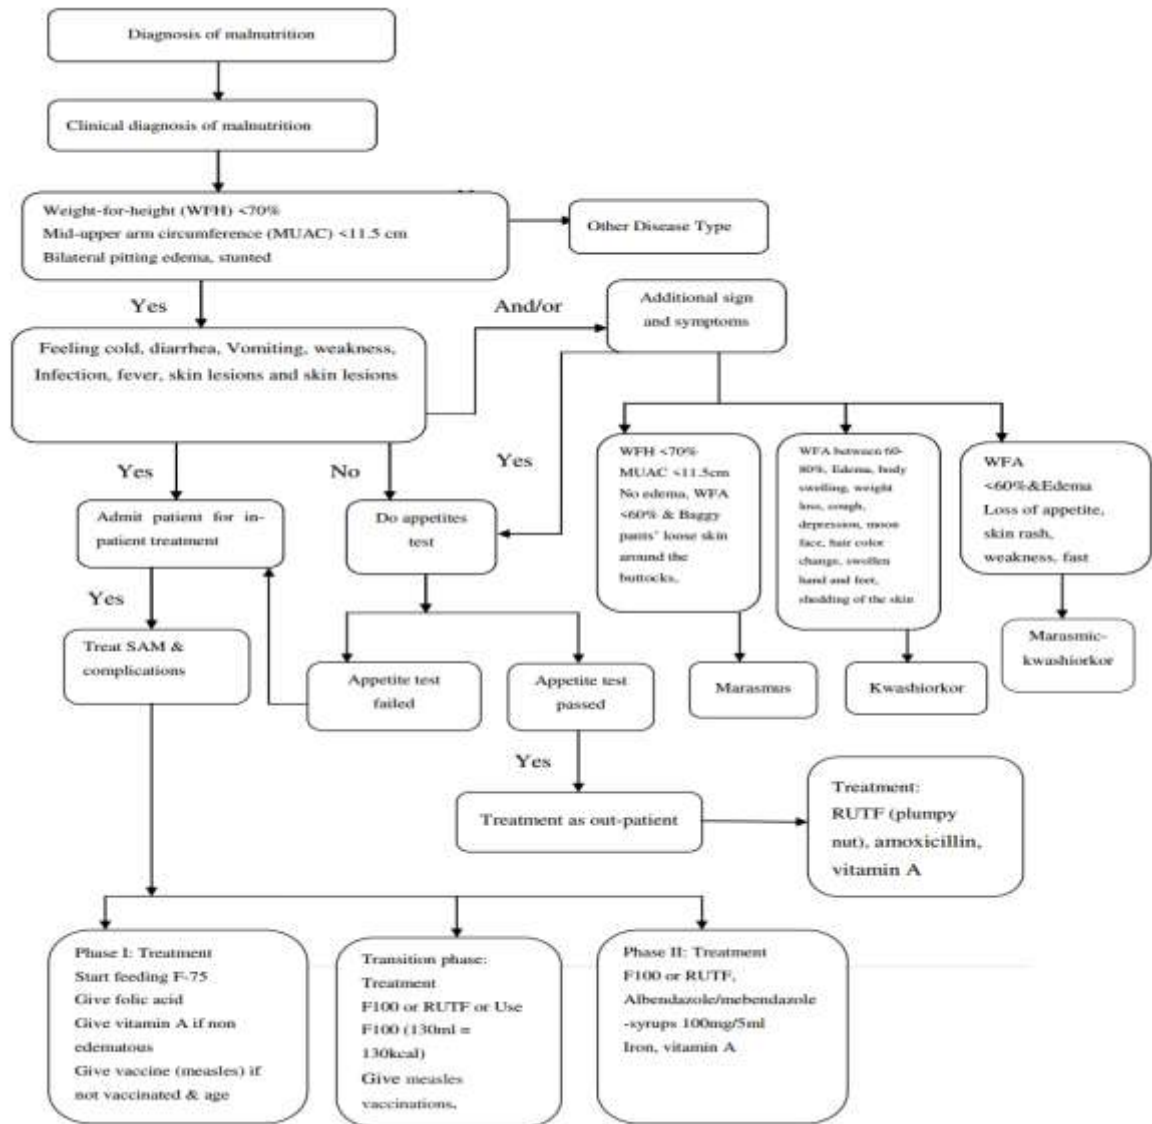 Diagnosis of malnutrition
Clinical diagnosis of malnutrition
Weight-for-height (WFH) <70%
Mid-upper arm circumference (MUAC) <11.5 cm
Bilateral pitting edema, stunted
Other Disease Type
Yes
And/or
Additional sign
and symptoms
Feeling cold, diarrhea, Vomiting, weakness,
Infection, fever, skin lesions and skin lesions
Yes
No
Yes
WFH <70%
MUAC <11.5cm
No edema, WFA
<60% & Baggy
pants' loose skin
around the
buttocks,
WFA between 60-
80%, Edema, body
swelling, weight
loss, cough,
depression, moon
face, hair color
change, swollen
hand and feet,
shedding of the skin
WFA
<60%&Edema
Loss of appetite,
skin rash,
weakness, fast
Admit patient for in-
patient treatment
Do appetites
test
Yes
Treat SAM &
complications
Appetite test
failed
Appetite test
passed
Marasmus
Kwashiorkor
Marasmic-
kwashiorkor
Yes
Treatment as out-patient
Treatment:
RUTF (plumpy
nut), amoxicillin,
vitamin A
Phase I: Treatment
Start feeding F-75
Give folic acid
Give vitamin A if non
edematous
Give vaccine (measles) if
not vaccinated & age
Transition phase:
Treatment
F100 or RUTF or Use
F100 (130ml =
130kcal)
Give measles
vaccinations.
Phase II: Treatment
F100 or RUTF,
Albendazole/mebendazole
-syrups 100mg/5ml
Iron, vitamin A